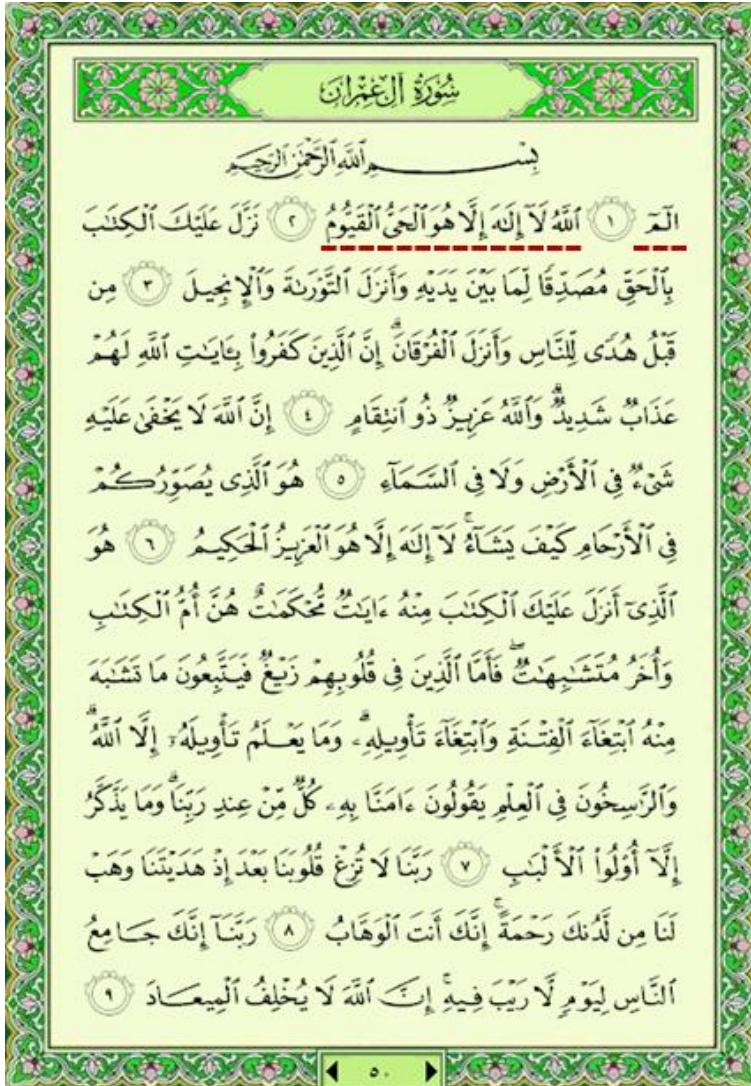 سُورَةُ آلِ عِمْرَانَ
بِسْمِ ٱللَّهِ ٱلرَّحْمَٰنِ ٱلرَّحِيمِ
الٓمٓ ١ ٱللَّهُ لَآ إِلَٰهَ إِلَّا هُوَ ٱلْحَىُّ ٱلْقَيُّومُ ٢ نَزَّلَ عَلَيْكَ ٱلْكِتَٰبَ
بِٱلْحَقِّ مُصَدِّقًا لِّمَا بَيْنَ يَدَيْهِ وَأَنزَلَ ٱلتَّوْرَىٰةَ وَٱلْإِنجِيلَ ٣ مِن
قَبْلُ هُدًى لِّلنَّاسِ وَأَنزَلَ ٱلْفُرْقَانَ ۗ إِنَّ ٱلَّذِينَ كَفَرُوا۟ بِـَٔايَٰتِ ٱللَّهِ لَهُمْ
عَذَابٌ شَدِيدٌ ۗ وَٱللَّهُ عَزِيزٌ ذُو ٱنتِقَامٍ ٤ إِنَّ ٱللَّهَ لَا يَخْفَىٰ عَلَيْهِ
شَىْءٌ فِى ٱلْأَرْضِ وَلَا فِى ٱلسَّمَآءِ ٥ هُوَ ٱلَّذِى يُصَوِّرُكُمْ
فِى ٱلْأَرْحَامِ كَيْفَ يَشَآءُ ۚ لَآ إِلَٰهَ إِلَّا هُوَ ٱلْعَزِيزُ ٱلْحَكِيمُ ٦ هُوَ
ٱلَّذِىٓ أَنزَلَ عَلَيْكَ ٱلْكِتَٰبَ مِنْهُ ءَايَٰتٌ مُّحْكَمَٰتٌ هُنَّ أُمُّ ٱلْكِتَٰبِ
وَأُخَرُ مُتَشَٰبِهَٰتٌ ۖ فَأَمَّا ٱلَّذِينَ فِى قُلُوبِهِمْ زَيْغٌ فَيَتَّبِعُونَ مَا تَشَٰبَهَ
مِنْهُ ٱبْتِغَآءَ ٱلْفِتْنَةِ وَٱبْتِغَآءَ تَأْوِيلِهِۦ ۗ وَمَا يَعْلَمُ تَأْوِيلَهُۥٓ إِلَّا ٱللَّهُ ۗ
وَٱلرَّٰسِخُونَ فِى ٱلْعِلْمِ يَقُولُونَ ءَامَنَّا بِهِۦ كُلٌّ مِّنْ عِندِ رَبِّنَا ۗ وَمَا يَذَّكَّرُ
إِلَّآ أُو۟لُوا۟ ٱلْأَلْبَٰبِ ٧ رَبَّنَا لَا تُزِغْ قُلُوبَنَا بَعْدَ إِذْ هَدَيْتَنَا وَهَبْ
لَنَا مِن لَّدُنكَ رَحْمَةً ۚ إِنَّكَ أَنتَ ٱلْوَهَّابُ ٨ رَبَّنَآ إِنَّكَ جَامِعُ
ٱلنَّاسِ لِيَوْمٍ لَّا رَيْبَ فِيهِ ۚ إِنَّ ٱللَّهَ لَا يُخْلِفُ ٱلْمِيعَادَ ٩
٥٠